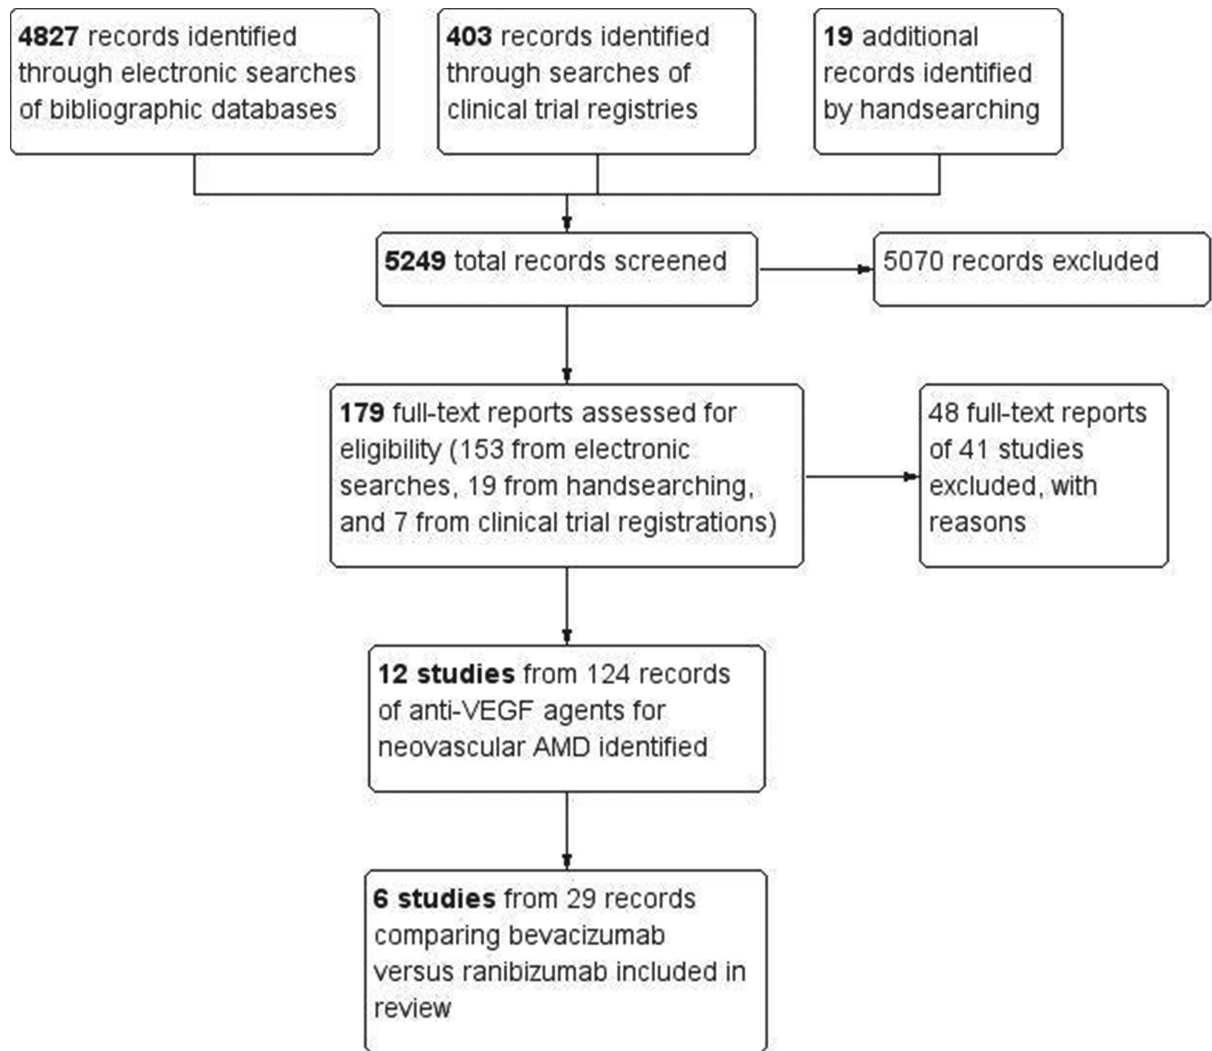 4827 records identified
through electronic searches
of bibliographic databases
403 records identified
through searches of
clinical trial registries
19 additional
records identified
by handsearching
5249 total records screened
5070 records excluded
179 full-text reports assessed for
eligibility (153 from electronic
searches, 19 from handsearching,
and 7 from clinical trial registrations)
48 full-text reports
of 41 studies
excluded, with
reasons
12 studies from 124 records
of anti-VEGF agents for
neovascular AMD identified
6 studies from 29 records
comparing bevacizumab
versus ranibizumab included in
review